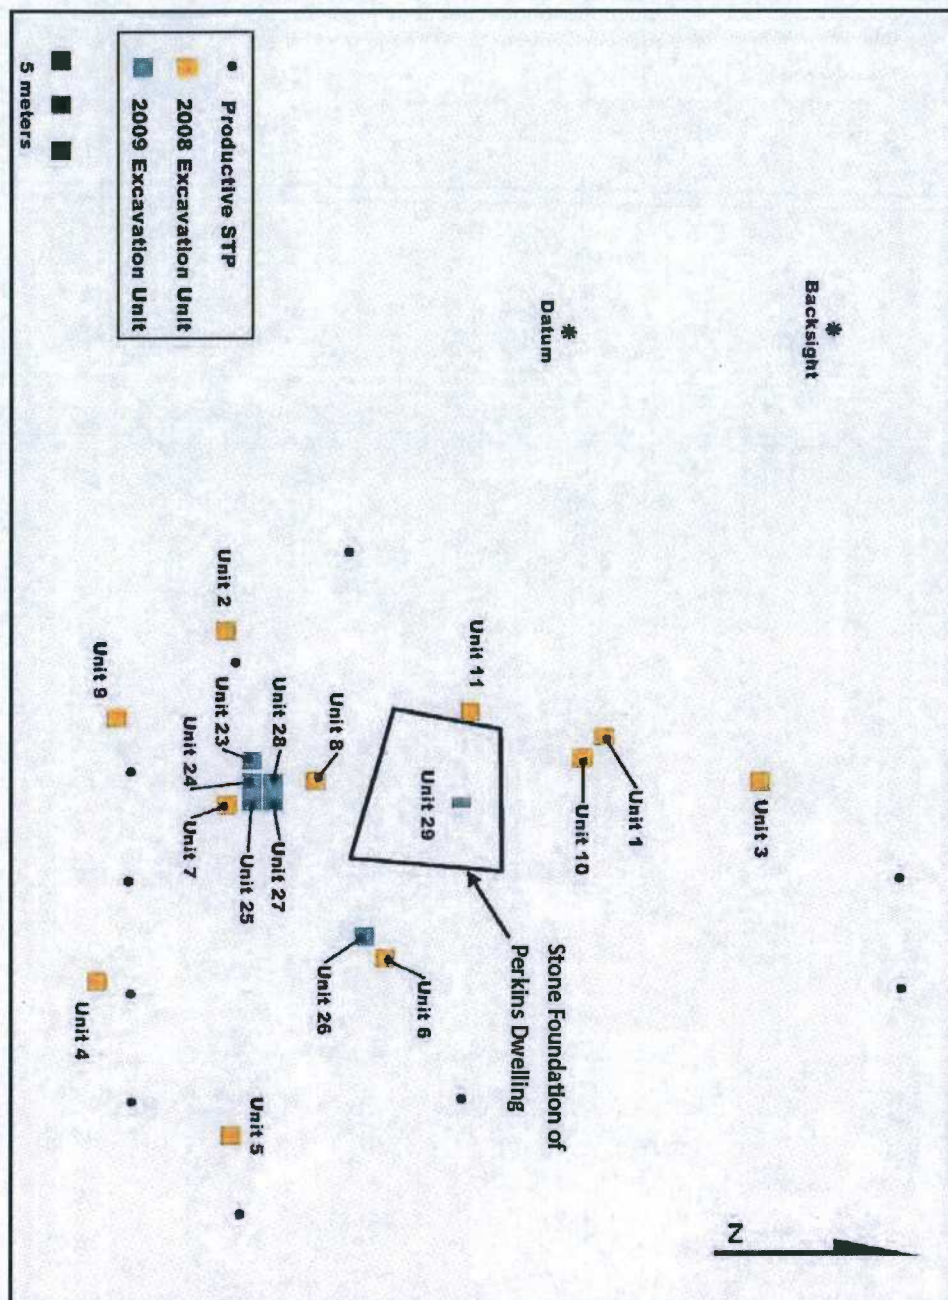 Backsight
Datum
Unit 3
Unit 1
Unit 10
Unit 11
Unit 29
Stone Foundation of
Perkins Dwelling
Unit 8
Unit 6
Unit 26
Unit 2
Unit 28
Unit 23
Unit 24
Unit 27
Unit 25
Unit 7
Unit 9
Unit 5
Unit 4
N
Productive STP
2008 Excavation Unit
2009 Excavation Unit
5 meters